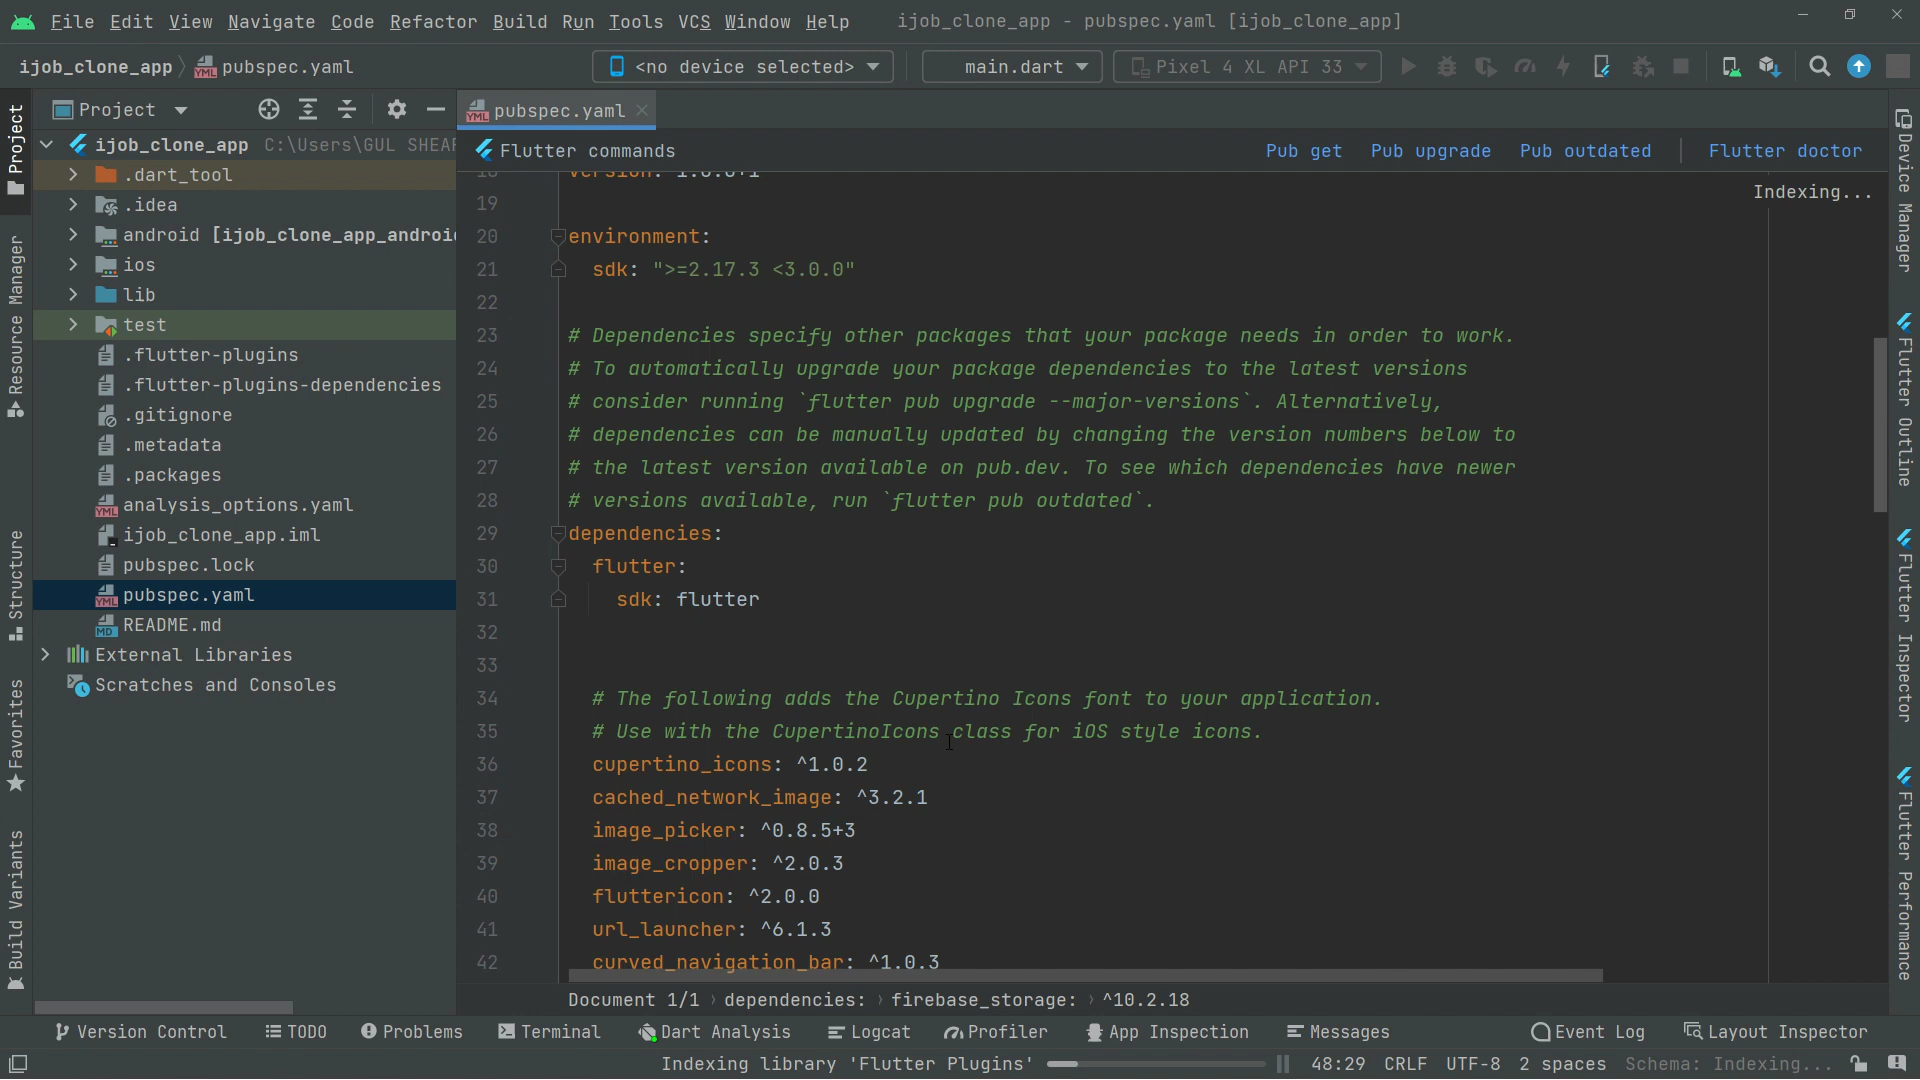 File Edit View Navigate Code Refactor Build Run Tools VCS Window Help ijob_clone_app - pubspec.yaml [ijob_clone_app]
ijob_clone_app pubspec.yaml <no device selected> main.dart Pixel 4 XL API 33
Project pubspec.yaml
Flutter commands Pub get Pub upgrade Pub outdated Flutter doctor
Indexing...
Project
Resource Manager
Structure
Favorites
Build Variants
ijob_clone_app C:\Users\GUL SHEAR
.dart_tool
.idea
android [ijob_clone_app_androi
ios
lib
test
.flutter-plugins
.flutter-plugins-dependencies
.gitignore
.metadata
.packages
analysis_options.yaml
ijob_clone_app.iml
pubspec.lock
pubspec.yaml
README.md
External Libraries
Scratches and Consoles
18 version: 1.0.0+1
19
20 environment:
21 sdk: ">=2.17.3 <3.0.0"
22
23 # Dependencies specify other packages that your package needs in order to work.
24 # To automatically upgrade your package dependencies to the latest versions
25 # consider running `flutter pub upgrade --major-versions`. Alternatively,
26 # dependencies can be manually updated by changing the version numbers below to
27 # the latest version available on pub.dev. To see which dependencies have newer
28 # versions available, run `flutter pub outdated`.
29 dependencies:
30 flutter:
31 sdk: flutter
32
33
34 # The following adds the Cupertino Icons font to your application.
35 # Use with the CupertinoIcons class for iOS style icons.
36 cupertino_icons: ^1.0.2
37 cached_network_image: ^3.2.1
38 image_picker: ^0.8.5+3
39 image_cropper: ^2.0.3
40 fluttericon: ^2.0.0
41 url_launcher: ^6.1.3
42 curved_navigation_bar: ^1.0.3
Device Manager
Flutter Outline
Flutter Inspector
Flutter Performance
Document 1/1 dependencies: firebase_storage: ^10.2.18
Version Control TODO Problems Terminal Dart Analysis Logcat Profiler App Inspection Messages Event Log Layout Inspector
Indexing library 'Flutter Plugins' 48:29 CRLF UTF-8 2 spaces Schema: Indexing...